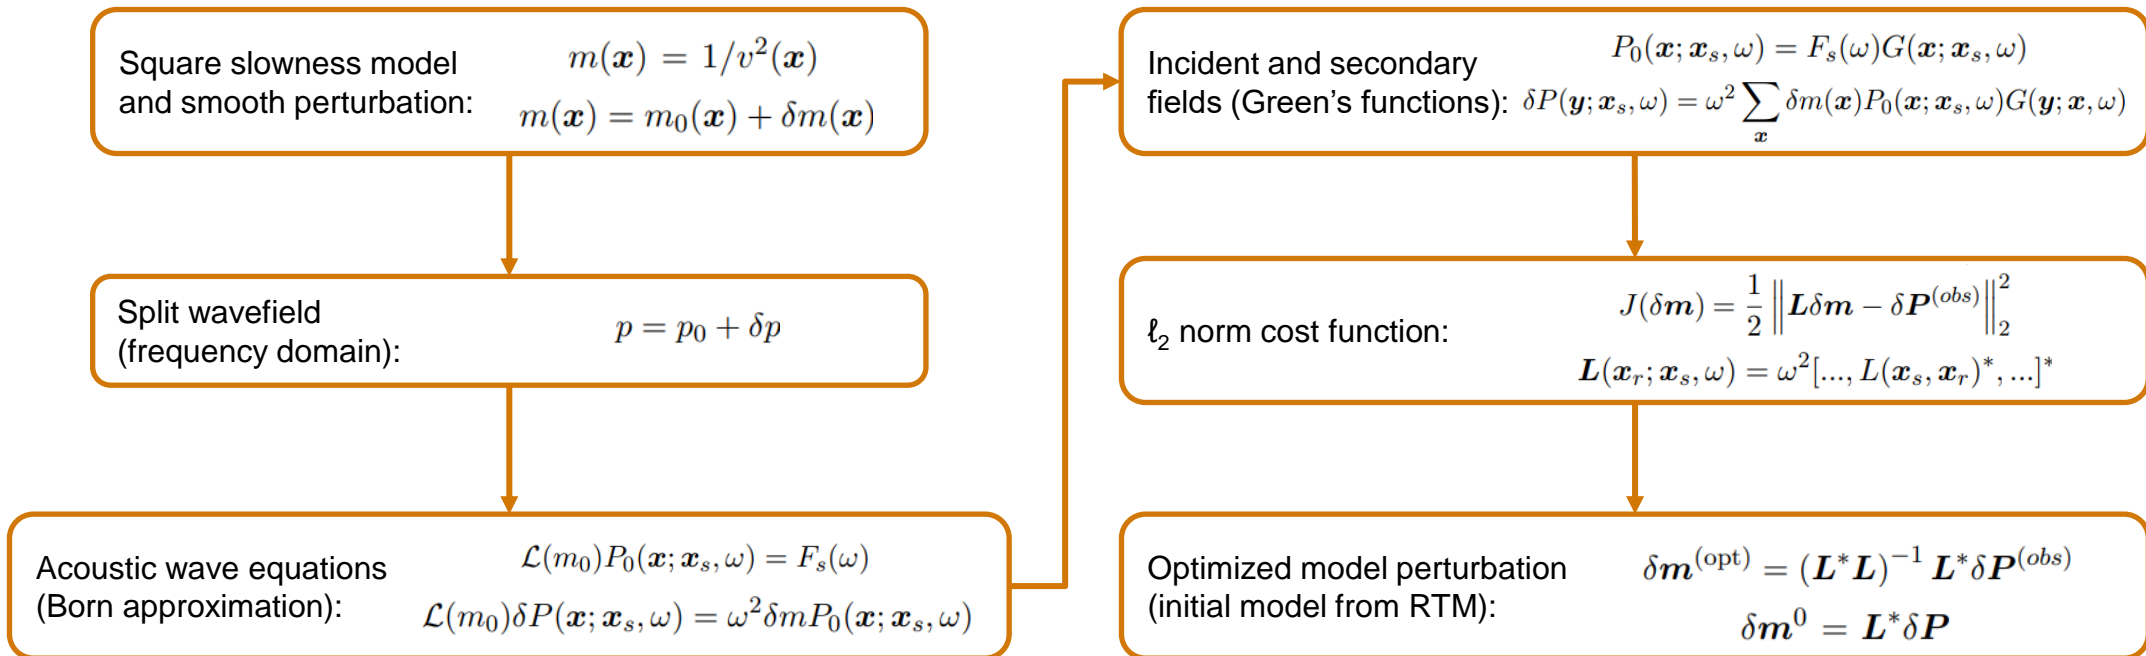 Square slowness model
and smooth perturbation:
m(x) = 1/v²(x)
m(x) = m₀(x) + δm(x)
Split wavefield
(frequency domain):
p = p₀ + δp
Acoustic wave equations
(Born approximation):
ℒ(m₀)P₀(x; xₛ, ω) = Fₛ(ω)
ℒ(m₀)δP(x; xₛ, ω) = ω²δmP₀(x; xₛ, ω)
Incident and secondary
fields (Green's functions):
P₀(x; xₛ, ω) = Fₛ(ω)G(x; xₛ, ω)
δP(y; xₛ, ω) = ω² ∑ₓ δm(x)P₀(x; xₛ, ω)G(y; x, ω)
ℓ₂ norm cost function:
J(δm) = 1/2 ‖Lδm − δP^(obs)‖₂²
L(xᵣ; xₛ, ω) = ω²[..., L(xₛ, xᵣ)*, ...]*
Optimized model perturbation
(initial model from RTM):
δm^(opt) = (L*L)⁻¹ L*δP^(obs)
δm⁰ = L*δP